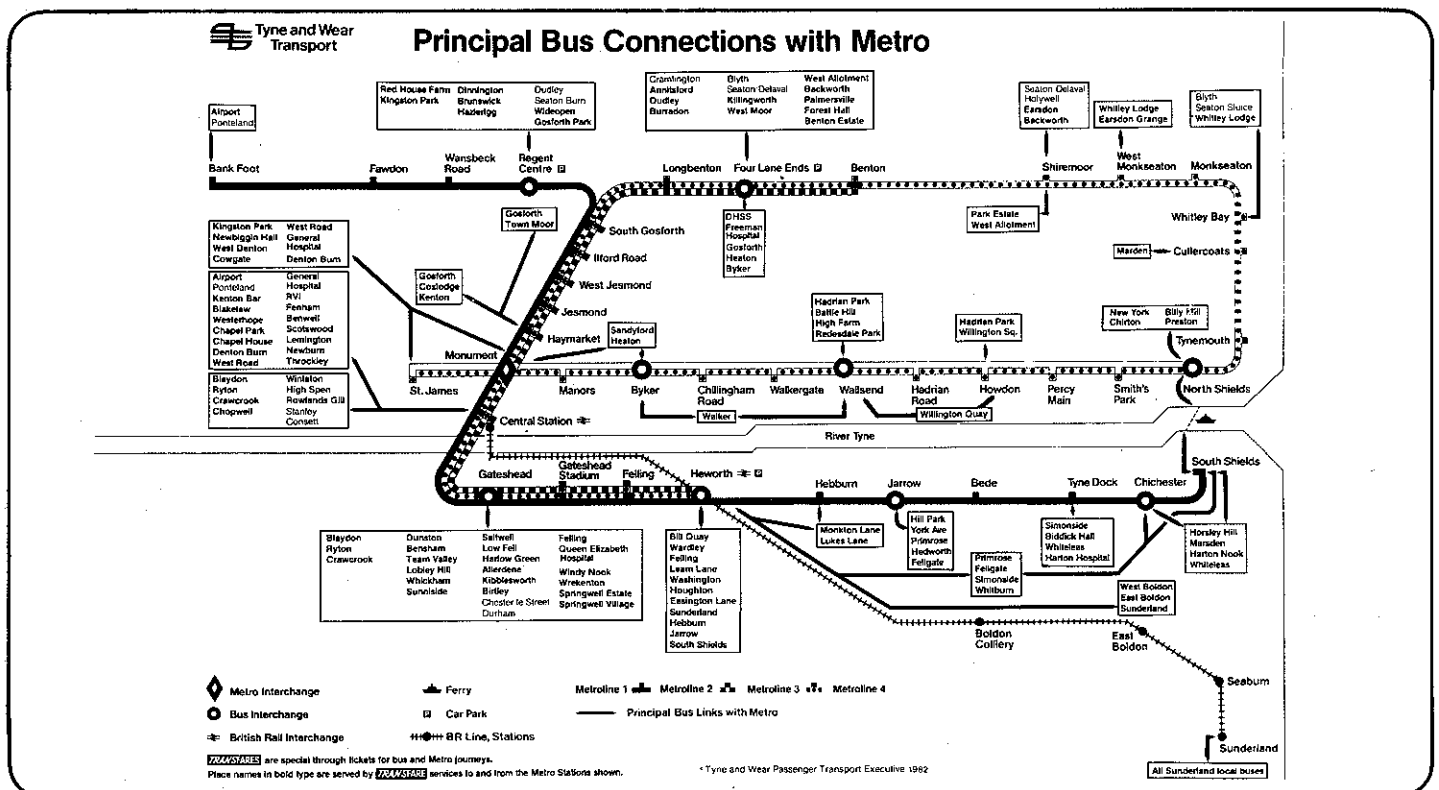 Tyne and Wear
Transport
Principal Bus Connections with Metro
Airport
Ponteland
Red House Farm
Kingston Park
Dinnington
Brunswick
Hazlerigg
Dudley
Seaton Burn
Wideopen
Gosforth Park
Cramlington
Annitsford
Dudley
Burradon
Blyth
Seaton Delaval
Killingworth
West Moor
West Allotment
Backworth
Palmersville
Forest Hall
Benton Estate
Seaton Delaval
Holywell
Earsdon
Backworth
Whitley Lodge
Earsdon Grange
Blyth
Seaton Sluice
Whitley Lodge
Bank Foot
Fawdon
Wansbeck
Road
Regent
Centre P
Longbenton
Four Lane Ends P
Benton
Shiremoor
West
Monkseaton
Monkseaton
Gosforth
Town Moor
DHSS
Freeman
Hospital
Gosforth
Heaton
Byker
Park Estate
West Allotment
Whitley Bay
Marden
Cullercoats
South Gosforth
Ilford Road
West Jesmond
Jesmond
Haymarket
Monument
Kingston Park
Newbiggin Hall
West Denton
Cowgate
West Road
General
Hospital
Denton Burn
Airport
Ponteland
Kenton Bar
Blakelaw
Westerhope
Chapel Park
Chapel House
Denton Burn
West Road
General
Hospital
RVI
Fenham
Benwell
Scotswood
Lemington
Newburn
Throckley
Blaydon
Ryton
Crawcrook
Chopwell
Winlaton
High Spen
Rowlands Gill
Stanley
Consett
Gosforth
Coxlodge
Kenton
Sandyford
Heaton
Hadrian Park
Battle Hill
High Farm
Redesdale Park
Hadrian Park
Willington Sq.
New York
Chirton
Billy Mill
Preston
Tynemouth
St. James
Manors
Byker
Chillingham
Road
Walkergate
Wallsend
Hadrian
Road
Howdon
Percy
Main
Smith's
Park
North Shields
Walker
Willington Quay
Central Station
River Tyne
Gateshead
Gateshead
Stadium
Felling
Heworth P
Hebburn
Jarrow
Bede
Tyne Dock
Chichester
South Shields
Blaydon
Ryton
Crawcrook
Dunston
Bensham
Team Valley
Lobley Hill
Whickham
Sunniside
Saltwell
Low Fell
Harlow Green
Allerdene
Kibblesworth
Birtley
Chester le Street
Durham
Felling
Queen Elizabeth
Hospital
Windy Nook
Wrekenton
Springwell Estate
Springwell Village
Bill Quay
Wardley
Felling
Leam Lane
Washington
Houghton
Easington Lane
Sunderland
Hebburn
Jarrow
South Shields
Monkton Lane
Lukes Lane
Hill Park
York Ave
Primrose
Hedworth
Fellgate
Primrose
Fellgate
Simonside
Whitburn
Simonside
Biddick Hall
Whiteleas
Harton Hospital
Horsley Hill
Marsden
Harton Nook
Whiteleas
West Boldon
East Boldon
Sunderland
Boldon
Colliery
East
Boldon
Seaburn
Sunderland
All Sunderland local buses
Metro Interchange
Bus Interchange
British Rail Interchange
Ferry
P Car Park
BR Line, Stations
Metroline 1 Metroline 2 Metroline 3 Metroline 4
Principal Bus Links with Metro
TRANSFARES are special through tickets for bus and Metro journeys.
Place names in bold type are served by TRANSFARE services to and from the Metro Stations shown.
Tyne and Wear Passenger Transport Executive 1982